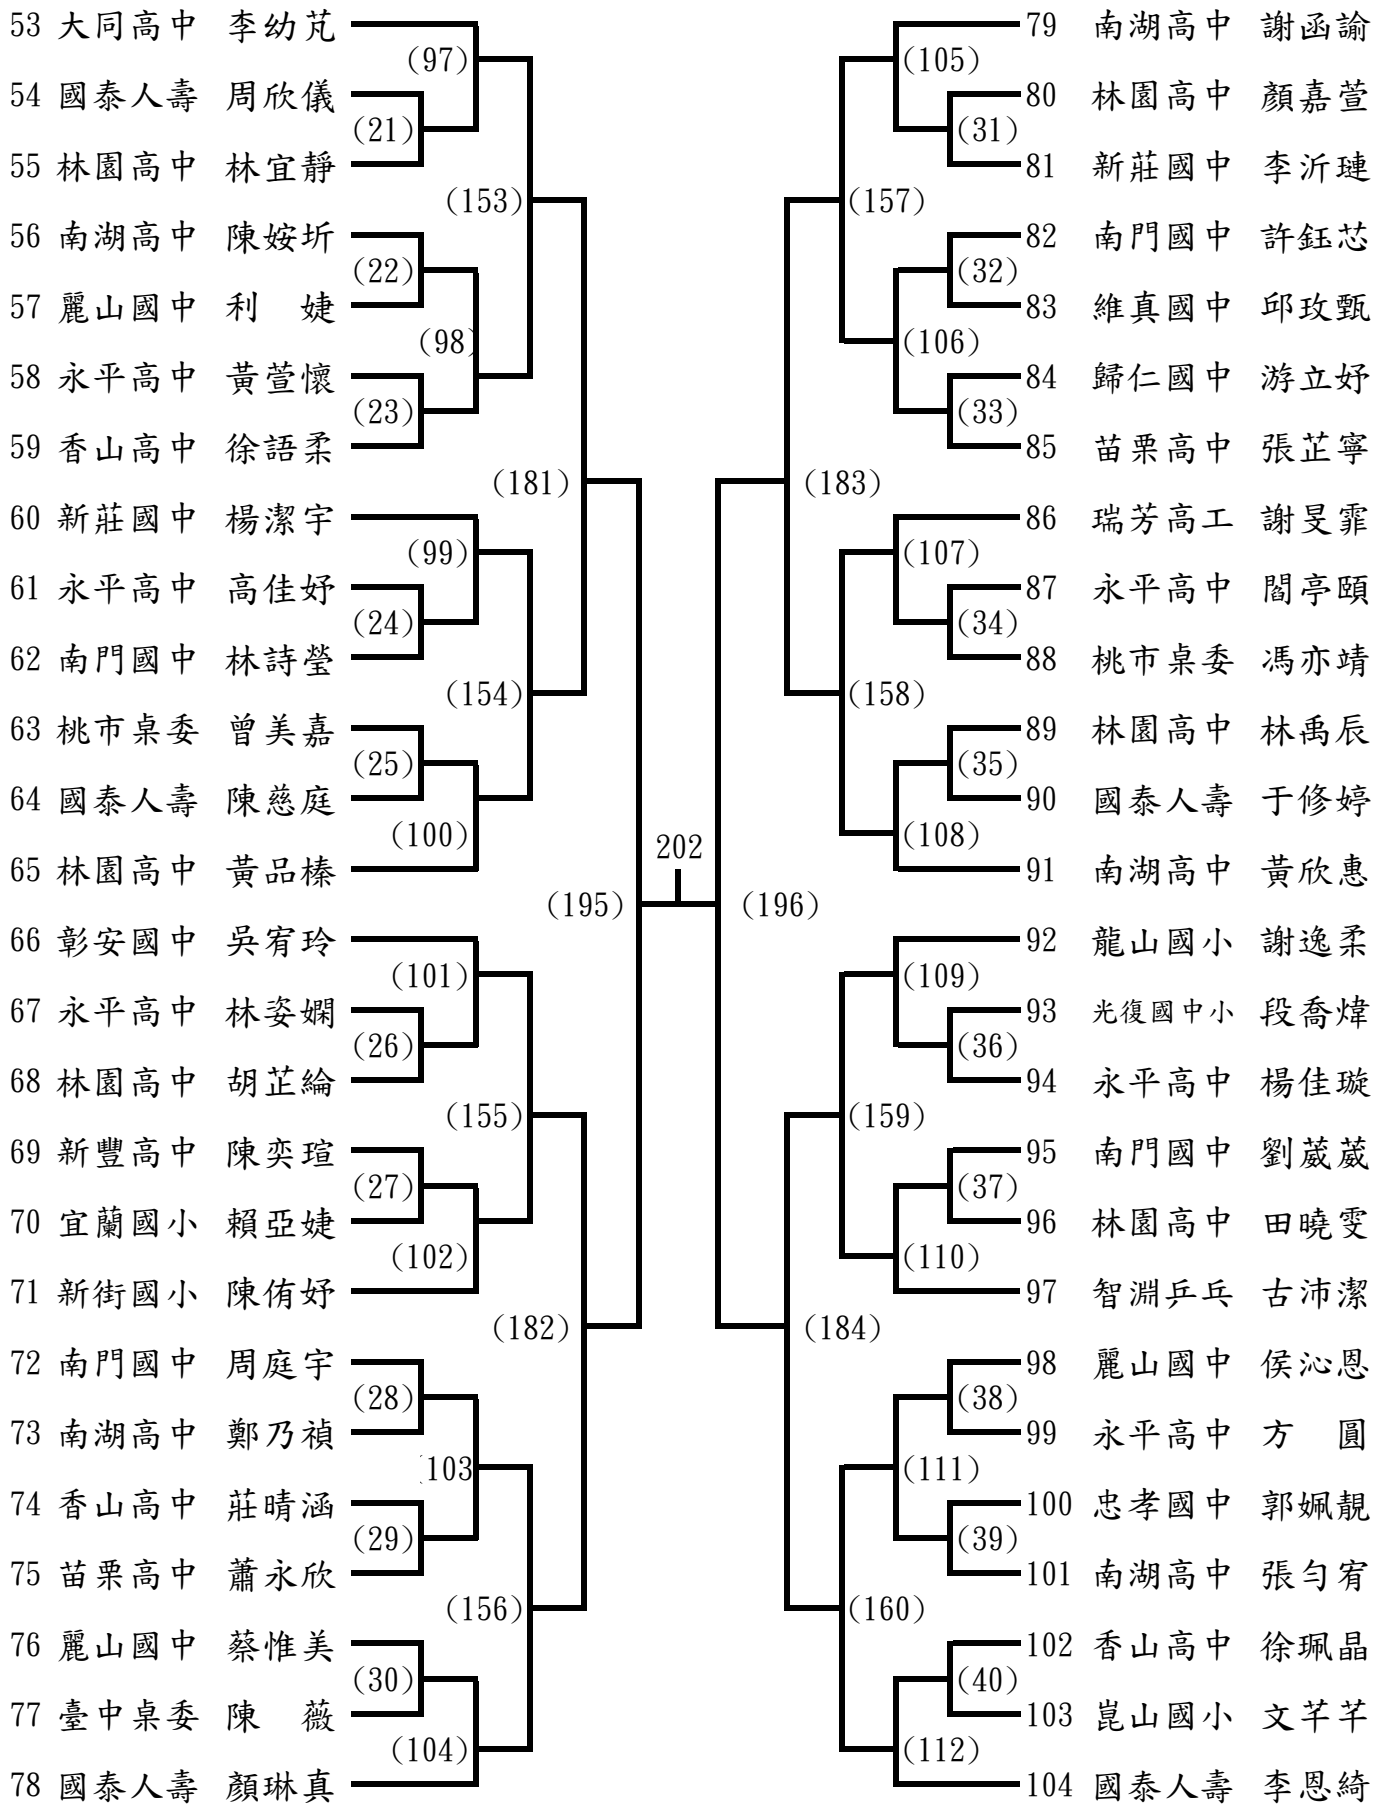 53 大同高中 李幼芃
(97)
54 國泰人壽 周欣儀
(21)
55 林園高中 林宜靜
(153)
56 南湖高中 陳姲圻
(22)
57 麗山國中 利 婕
(98)
58 永平高中 黃萱懷
(23)
59 香山高中 徐語柔
(181)
60 新莊國中 楊潔宇
(99)
61 永平高中 高佳妤
(24)
62 南門國中 林詩瑩
(154)
63 桃市桌委 曾美嘉
(25)
64 國泰人壽 陳慈庭
(100)
65 林園高中 黃品榛
(195)
66 彰安國中 吳宥玲
(101)
67 永平高中 林姿嫻
(26)
68 林園高中 胡芷綸
(155)
69 新豐高中 陳奕瑄
(27)
70 宜蘭國小 賴亞婕
(102)
71 新街國小 陳侑妤
(182)
72 南門國中 周庭宇
(28)
73 南湖高中 鄭乃禎
(103
74 香山高中 莊晴涵
(29)
75 苗栗高中 蕭永欣
(156)
76 麗山國中 蔡惟美
(30)
77 臺中桌委 陳 薇
(104)
78 國泰人壽 顏琳真
202
79 南湖高中 謝函諭
(105)
80 林園高中 顏嘉萱
(31)
81 新莊國中 李沂璉
(157)
82 南門國中 許鈺芯
(32)
83 維真國中 邱玫甄
(106)
84 歸仁國中 游立妤
(33)
85 苗栗高中 張芷寧
(183)
86 瑞芳高工 謝旻霏
(107)
87 永平高中 閻亭頤
(34)
88 桃市桌委 馮亦靖
(158)
89 林園高中 林禹辰
(35)
90 國泰人壽 于修婷
(108)
91 南湖高中 黃欣惠
(196)
92 龍山國小 謝逸柔
(109)
93 光復國中小 段喬煒
(36)
94 永平高中 楊佳璇
(159)
95 南門國中 劉葳葳
(37)
96 林園高中 田曉雯
(110)
97 智淵乒乓 古沛潔
(184)
98 麗山國中 侯沁恩
(38)
99 永平高中 方 圓
(111)
100 忠孝國中 郭姵靚
(39)
101 南湖高中 張勻宥
(160)
102 香山高中 徐珮晶
(40)
103 崑山國小 文芊芊
(112)
104 國泰人壽 李恩綺